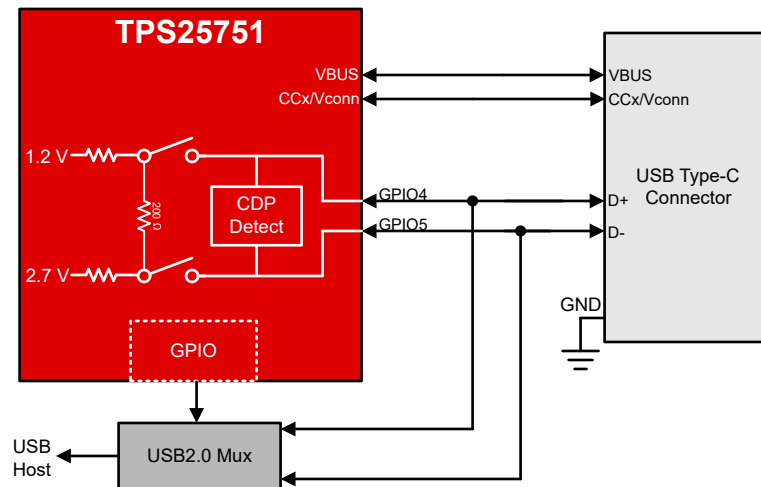 TPS25751
VBUS
CCx/Vconn
1.2 V
200 Ω
2.7 V
CDP
Detect
GPIO4
GPIO5
GPIO
VBUS
CCx/Vconn
USB Type-C
Connector
D+
D-
GND
USB2.0 Mux
USB
Host